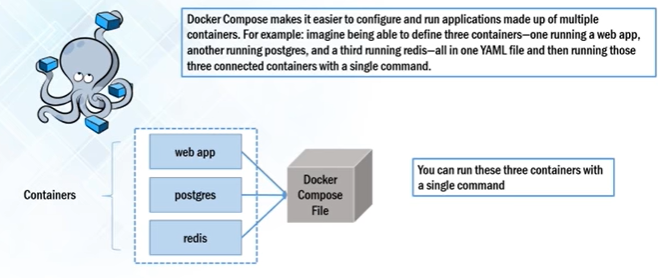 Docker Compose makes it easier to configure and run applications made up of multiple
containers. For example: imagine being able to define three containers—one running a web app,
another running postgres, and a third running redis—all in one YAML file and then running those
three connected containers with a single command.
web app
Containers
postgres
redis
Docker
Compose
File
You can run these three containers with
a single command